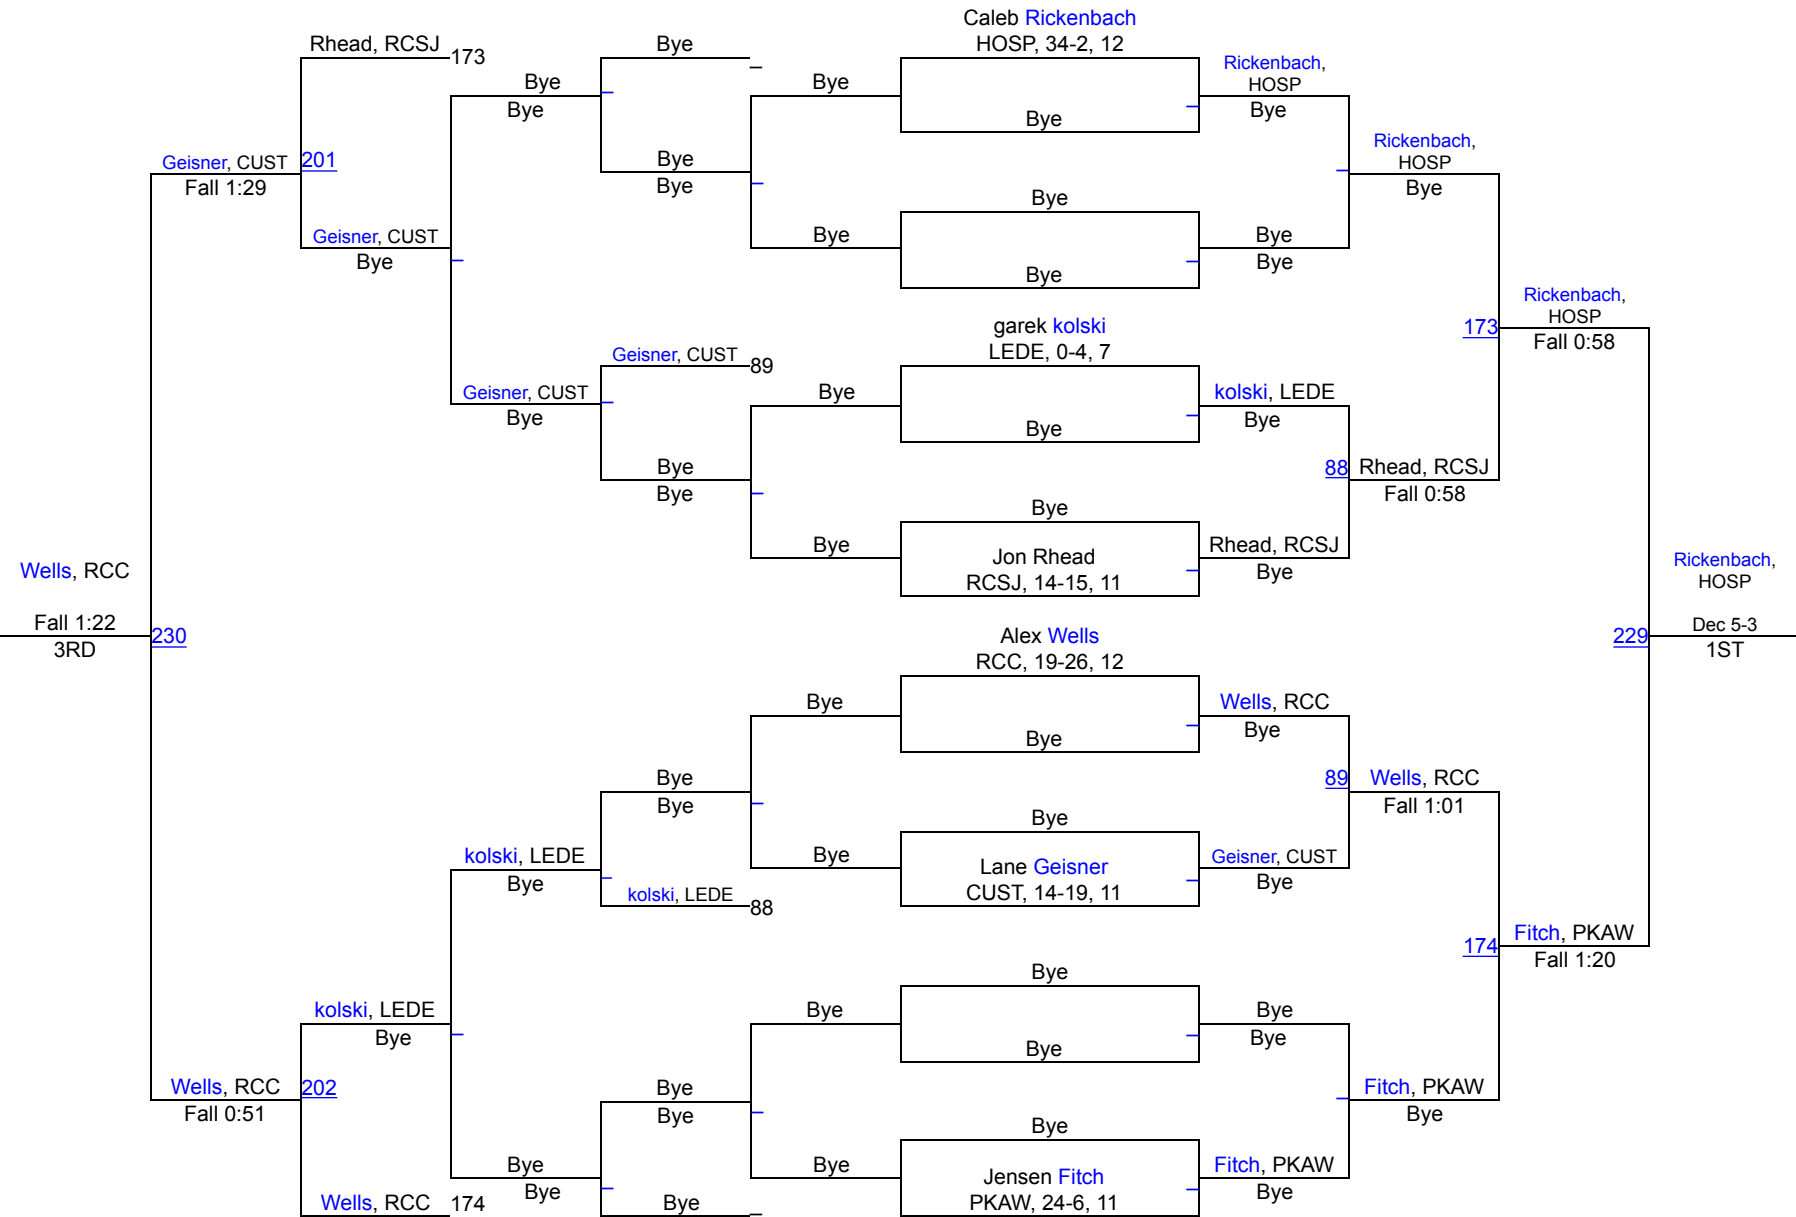 Caleb Rickenbach
HOSP, 34-2, 12
Rhead, RCSJ
173
Bye
Bye
Bye
Bye
Bye
Rickenbach,
HOSP
Bye
Rickenbach,
HOSP
Bye
Geisner, CUST
201
Fall 1:29
Bye
Bye
Bye
Geisner, CUST
Bye
Bye
Bye
Bye
Bye
Bye
Rickenbach,
HOSP
173
Fall 0:58
garek kolski
LEDE, 0-4, 7
Geisner, CUST
89
Geisner, CUST
Bye
Bye
Bye
kolski, LEDE
Bye
Bye
Bye
88
Rhead, RCSJ
Fall 0:58
Bye
Bye
Jon Rhead
RCSJ, 14-15, 11
Rhead, RCSJ
Bye
Wells, RCC
Fall 1:22
230
3RD
Rickenbach,
HOSP
229
Dec 5-3
1ST
Alex Wells
RCC, 19-26, 12
Bye
Bye
Wells, RCC
Bye
Bye
Bye
89
Wells, RCC
Fall 1:01
kolski, LEDE
Bye
Bye
Bye
Lane Geisner
CUST, 14-19, 11
Geisner, CUST
Bye
kolski, LEDE
88
174
Fitch, PKAW
Fall 1:20
Bye
kolski, LEDE
Bye
Bye
Bye
Bye
Bye
Wells, RCC
202
Fall 0:51
Bye
Bye
Fitch, PKAW
Bye
Bye
Bye
Bye
Bye
Jensen Fitch
PKAW, 24-6, 11
Fitch, PKAW
Bye
Wells, RCC
174
Bye